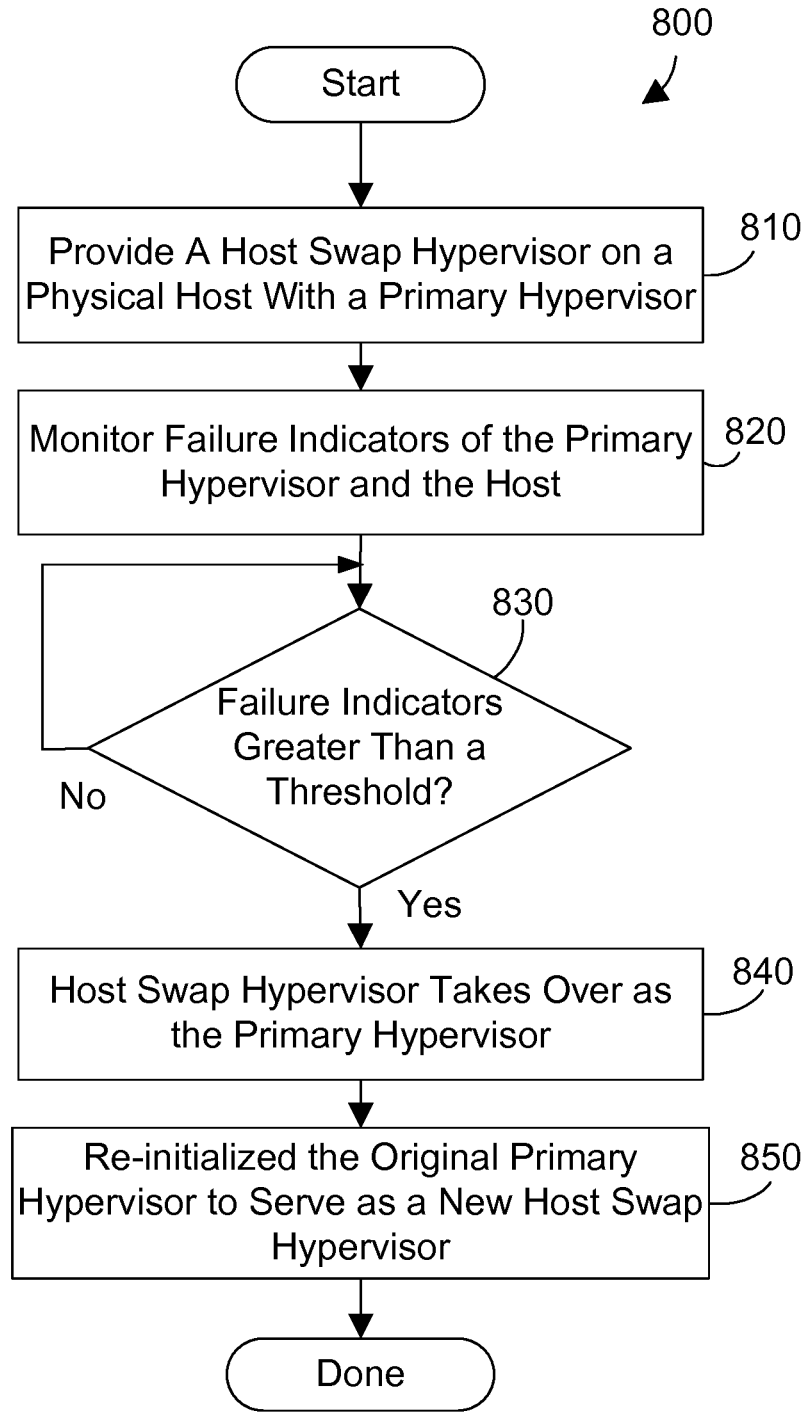 800
Start
810
Provide A Host Swap Hypervisor on a
Physical Host With a Primary Hypervisor
820
Monitor Failure Indicators of the Primary
Hypervisor and the Host
830
Failure Indicators
Greater Than a
Threshold?
No
Yes
840
Host Swap Hypervisor Takes Over as
the Primary Hypervisor
850
Re-initialized the Original Primary
Hypervisor to Serve as a New Host Swap
Hypervisor
Done